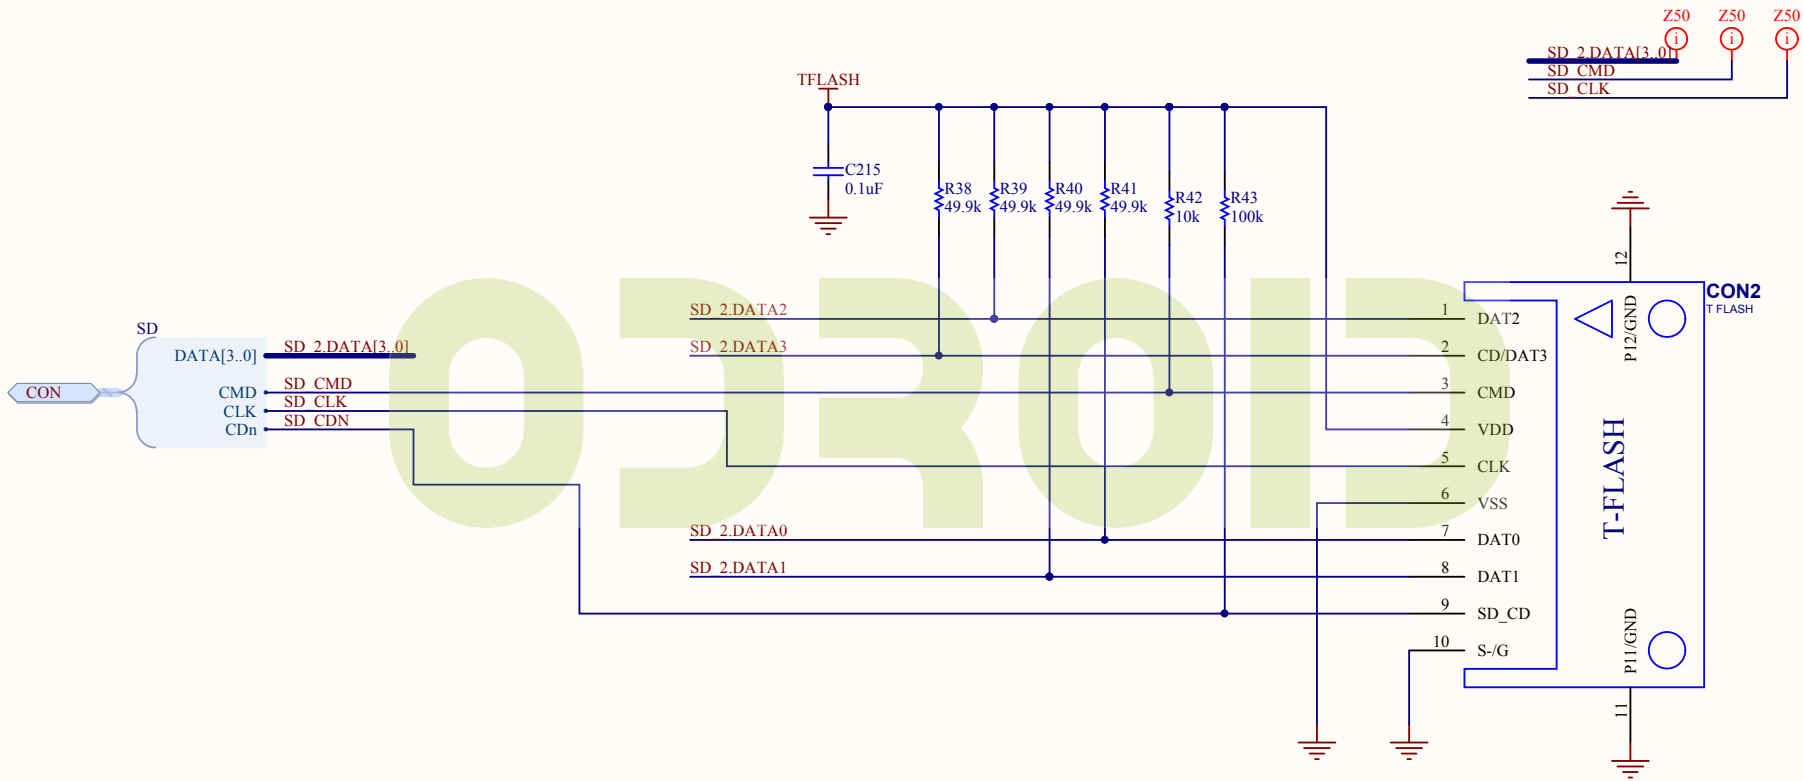 Z50 Z50 Z50
i i i
SD_2.DATA[3..0]
SD_CMD
SD_CLK
TFLASH
C215
0.1uF
R38
49.9k
R39
49.9k
R40
49.9k
R41
49.9k
R42
10k
R43
100k
12
CON2
T FLASH
P12/GND
SD_2.DATA2 1 DAT2
SD
DATA[3..0] SD_2.DATA[3..0]
SD_2.DATA3 2 CD/DAT3
CON
CMD SD_CMD 3 CMD
CLK SD_CLK
CDn SD_CDN
4 VDD
5 CLK
6 VSS
ODROID
T-FLASH
SD_2.DATA0 7 DAT0
SD_2.DATA1 8 DAT1
9 SD_CD
10 S-/G
P11/GND
11